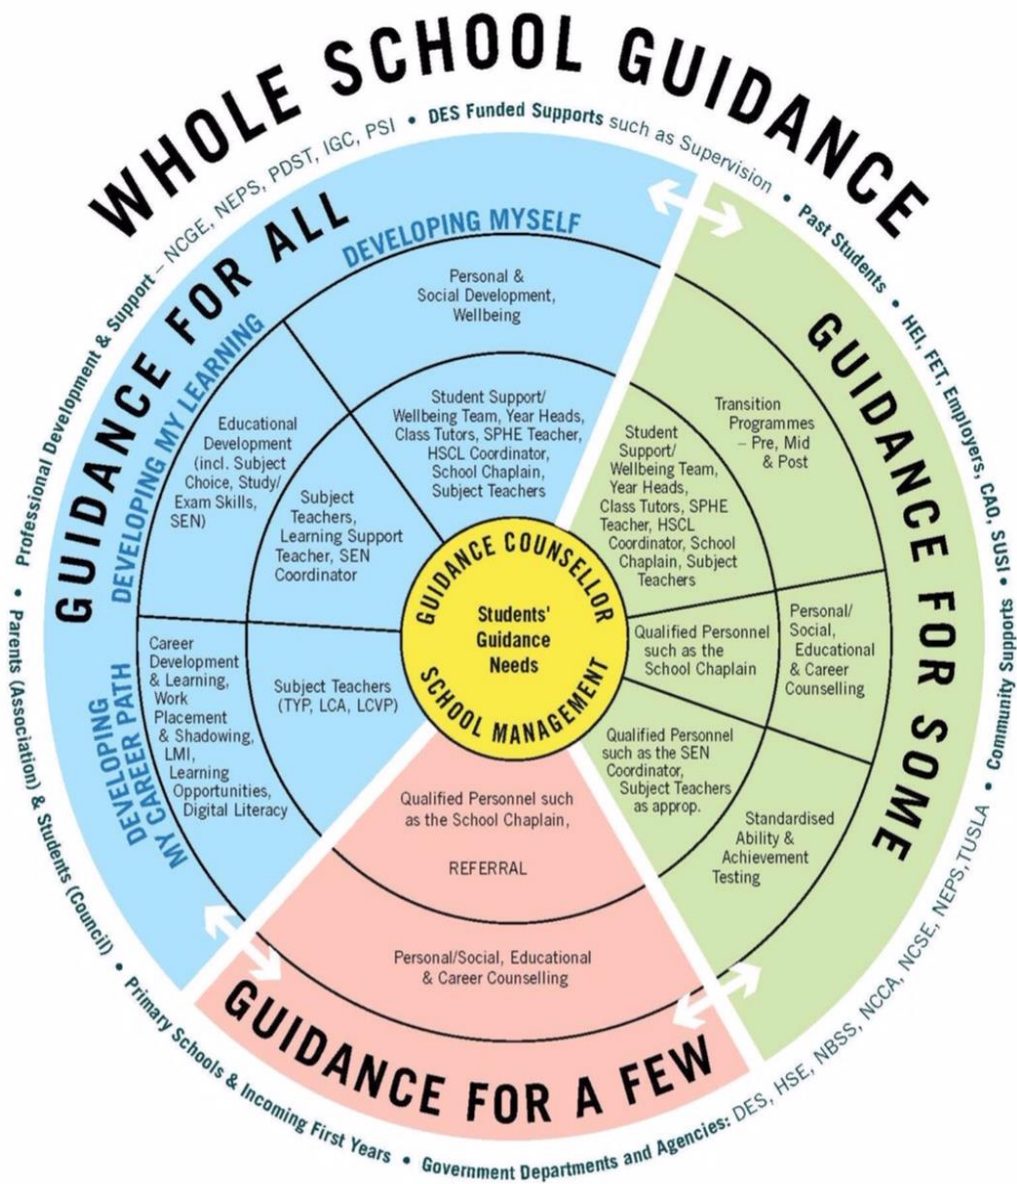 WHOLE SCHOOL GUIDANCE
Professional Development & Support – NCGE, NEPS, PDST, IGC, PSI • DES Funded Supports such as Supervision • Past Students • HEI, FET, Employers, CAO, SUSI • Community Supports •
Government Departments and Agencies: DES, HSE, NBSS, NCCA, NCSE, NEPS, TUSLA
• Primary Schools & Incoming First Years •
Parents (Association) & Students (Council) •
GUIDANCE FOR ALL
DEVELOPING MYSELF
Personal &
Social Development,
Wellbeing
Student Support/
Wellbeing Team, Year Heads,
Class Tutors, SPHE Teacher,
HSCL Coordinator,
School Chaplain,
Subject Teachers
DEVELOPING MY LEARNING
Educational
Development
(incl. Subject
Choice, Study/
Exam Skills,
SEN)
Subject
Teachers,
Learning Support
Teacher, SEN
Coordinator
DEVELOPING
MY CAREER PATH
Career
Development
& Learning,
Work
Placement
& Shadowing,
LMI,
Learning
Opportunities,
Digital Literacy
Subject Teachers
(TYP, LCA, LCVP)
GUIDANCE FOR SOME
Transition
Programmes
– Pre, Mid
& Post
Student
Support/
Wellbeing Team,
Year Heads,
Class Tutors, SPHE
Teacher, HSCL
Coordinator, School
Chaplain, Subject
Teachers
Personal/
Social,
Educational
& Career
Counselling
Qualified Personnel
such as the
School Chaplain
Qualified Personnel
such as the SEN
Coordinator,
Subject Teachers
as approp.
Standardised
Ability &
Achievement
Testing
GUIDANCE COUNSELLOR
Students'
Guidance
Needs
SCHOOL MANAGEMENT
Qualified Personnel such
as the School Chaplain,
REFERRAL
Personal/Social, Educational
& Career Counselling
GUIDANCE FOR A FEW